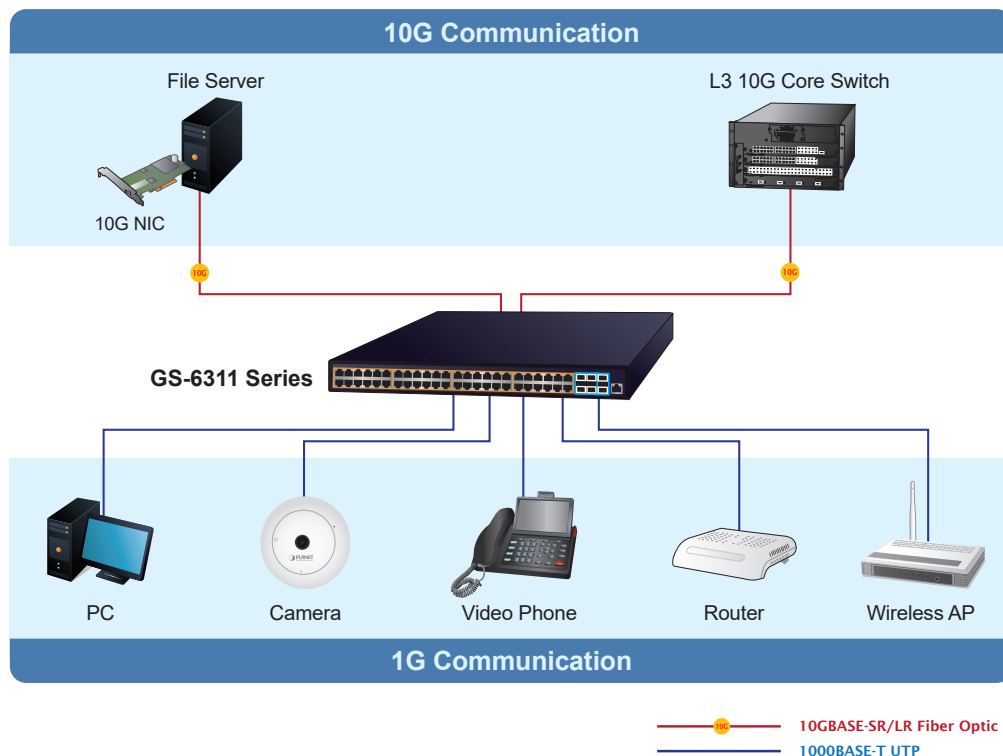 10G Communication
File Server
L3 10G Core Switch
10G NIC
10G
10G
GS-6311 Series
PLANET
PC
Camera
Video Phone
Router
Wireless AP
1G Communication
10G
10GBASE-SR/LR Fiber Optic
1000BASE-T UTP